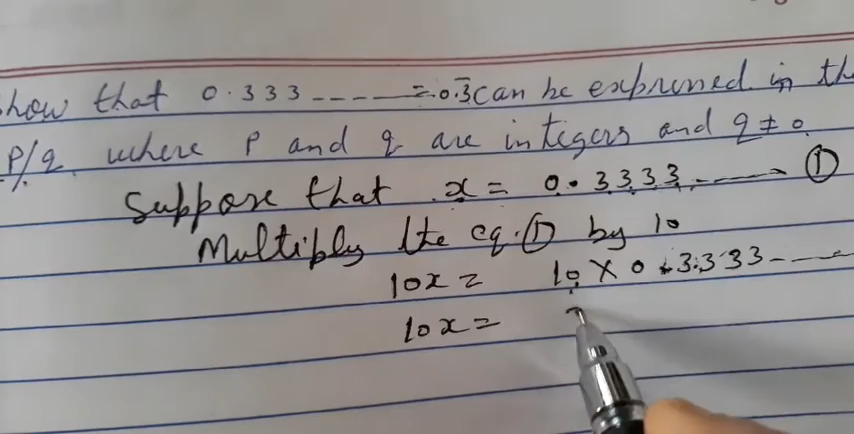 how that 0.333----- = 0.3̅ can be expressed in the
P/q, where P and q are integers and q ≠ 0.
Suppose that x = 0.3333------ ①
Multiply the eq.① by 10
10x = 10 X 0.3333-----
10x =